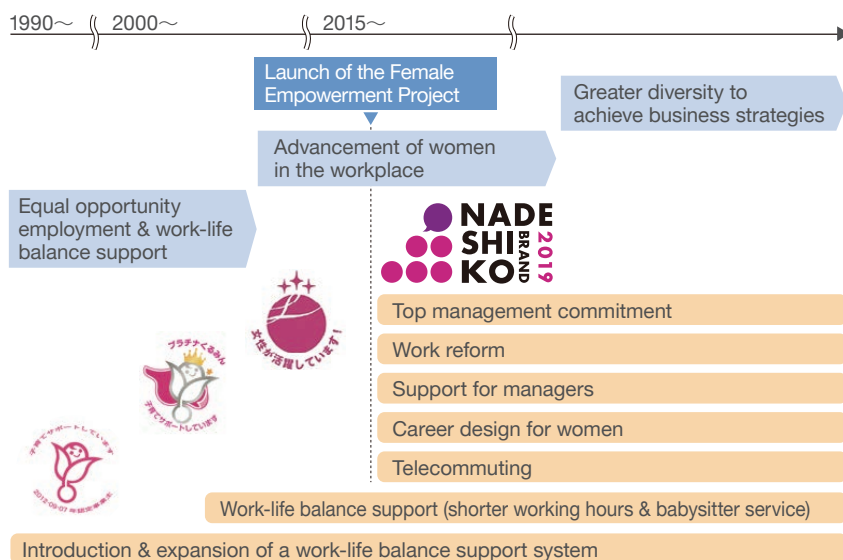 1990～ 2000～ 2015～
Launch of the Female
Empowerment Project
Greater diversity to
achieve business strategies
Advancement of women
in the workplace
Equal opportunity
employment & work-life
balance support
NADE
SHI
KO
BRAND
2019
女性が活躍しています！
プラチナくるみん
子育てサポートしています
子育てサポートしています
Top management commitment
Work reform
Support for managers
Career design for women
Telecommuting
Work-life balance support (shorter working hours & babysitter service)
Introduction & expansion of a work-life balance support system